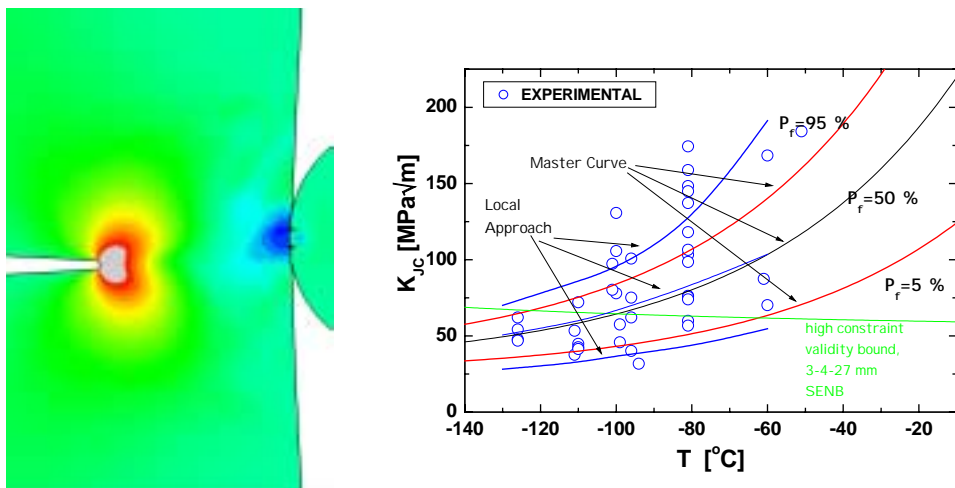 EXPERIMENTAL
200
150
100
50
0
K_JC [MPa√m]
P_f=95 %
Master Curve
P_f=50 %
Local
Approach
P_f=5 %
high constraint
validity bound,
3-4-27 mm
SENB
-140 -120 -100 -80 -60 -40 -20
T [°C]